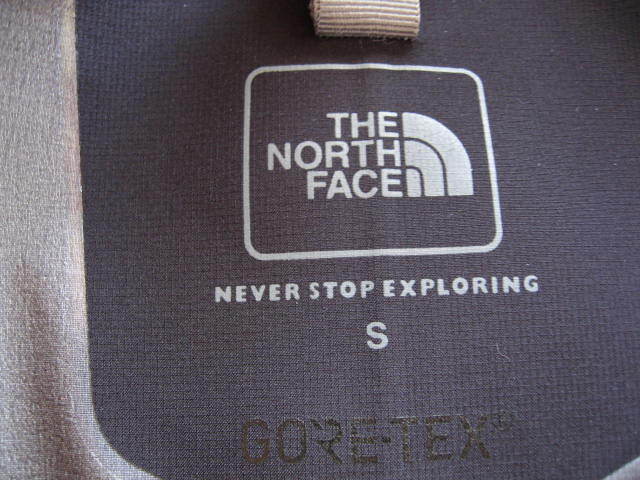 THE
NORTH
FACE
NEVER STOP EXPLORING
S
GORE-TEX®